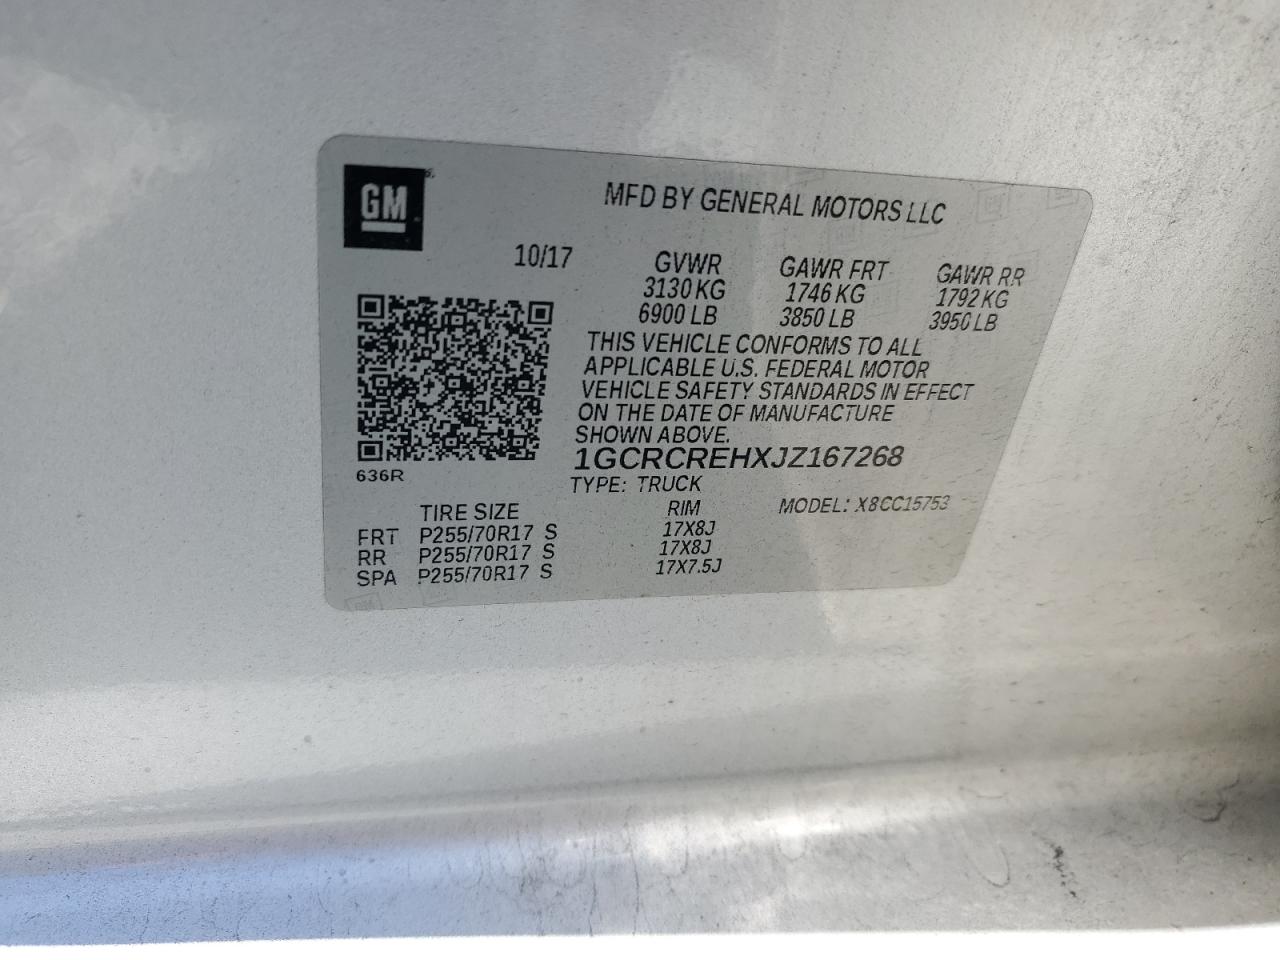 GM
MFD BY GENERAL MOTORS LLC
10/17
GVWR GAWR FRT GAWR RR
3130 KG 1746 KG 1792 KG
6900 LB 3850 LB 3950 LB
THIS VEHICLE CONFORMS TO ALL
APPLICABLE U.S. FEDERAL MOTOR
VEHICLE SAFETY STANDARDS IN EFFECT
ON THE DATE OF MANUFACTURE
SHOWN ABOVE.
1GCRCREHXJZ167268
636R
TYPE: TRUCK
TIRE SIZE RIM MODEL: X8CC15753
FRT P255/70R17 S 17X8J
RR P255/70R17 S 17X8J
SPA P255/70R17 S 17X7.5J